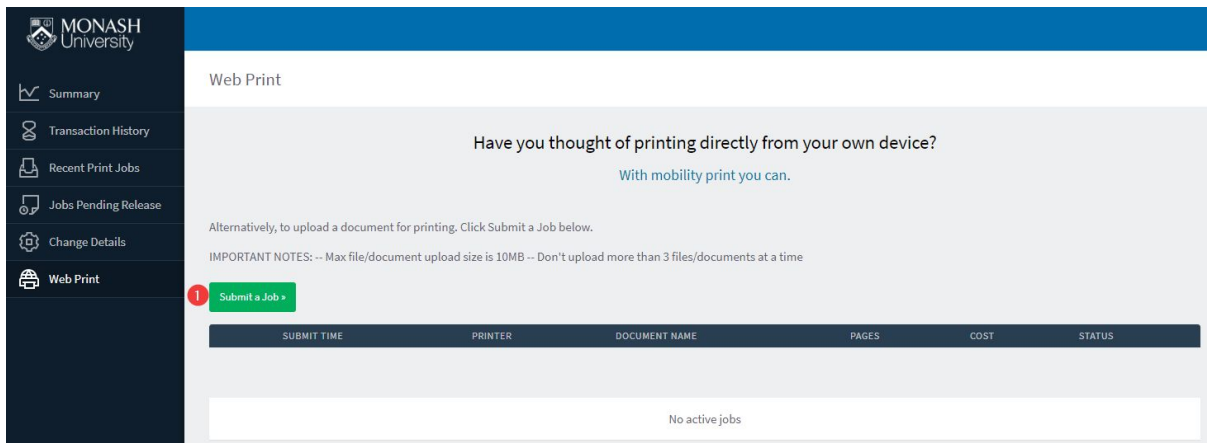 MONASH
University
Summary
Transaction History
Recent Print Jobs
Jobs Pending Release
Change Details
Web Print
Web Print
Have you thought of printing directly from your own device?
With mobility print you can.
Alternatively, to upload a document for printing. Click Submit a Job below.
IMPORTANT NOTES: -- Max file/document upload size is 10MB -- Don't upload more than 3 files/documents at a time
1 Submit a Job »
SUBMIT TIME PRINTER DOCUMENT NAME PAGES COST STATUS
No active jobs